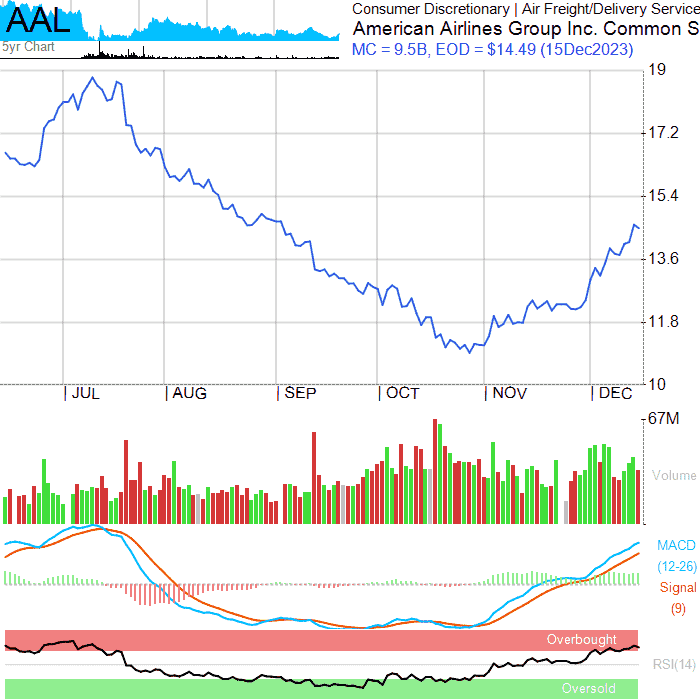 AAL
5yr Chart
Consumer Discretionary | Air Freight/Delivery Service
American Airlines Group Inc. Common S
MC = 9.5B, EOD = $14.49 (15Dec2023)
19
17.2
15.4
13.6
11.8
10
JUL AUG SEP OCT NOV DEC
67M
Volume
MACD
(12-26)
Signal
(9)
Overbought
RSI(14)
Oversold